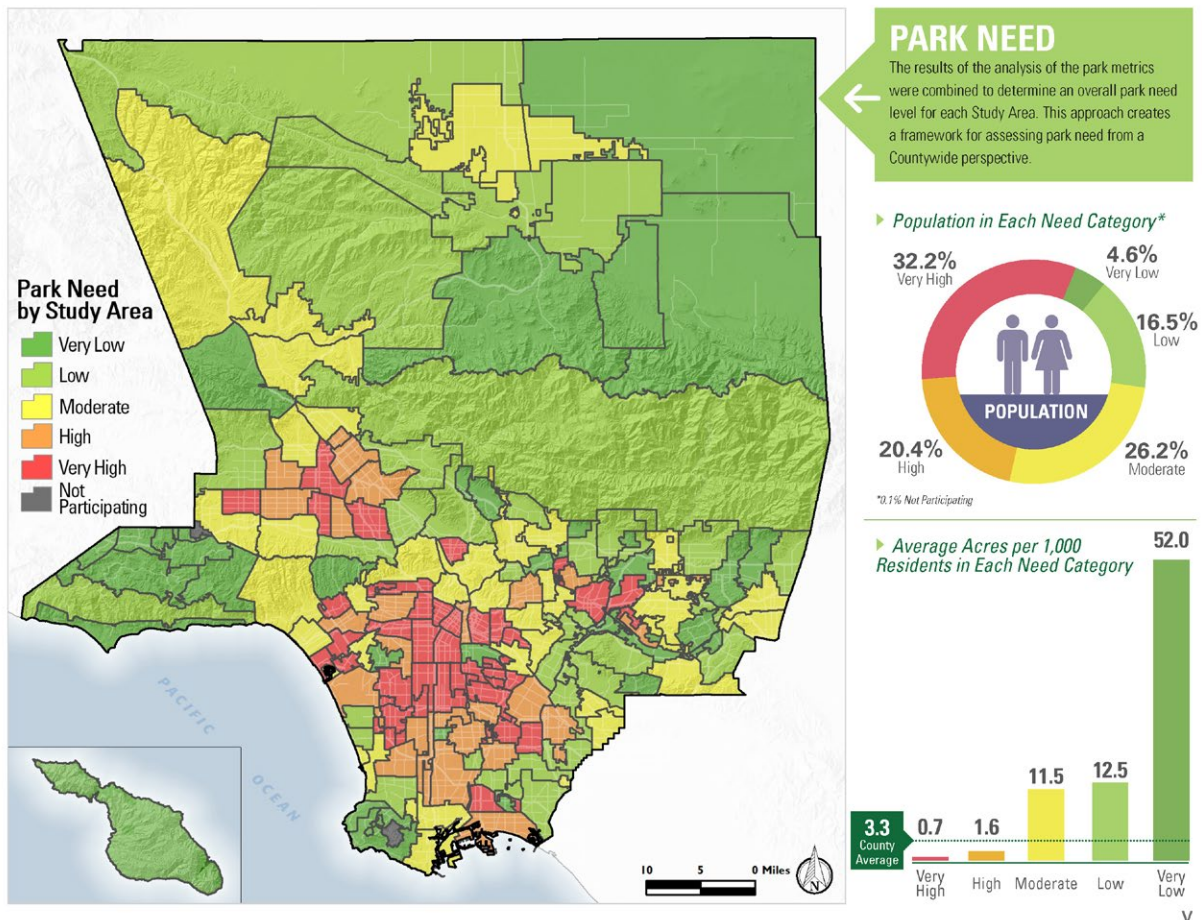 PARK NEED
The results of the analysis of the park metrics
were combined to determine an overall park need
level for each Study Area. This approach creates
a framework for assessing park need from a
Countywide perspective.
Population in Each Need Category*
32.2%
Very High
4.6%
Very Low
16.5%
Low
POPULATION
20.4%
High
26.2%
Moderate
*0.1% Not Participating
Average Acres per 1,000
Residents in Each Need Category
52.0
11.5
12.5
3.3
County
Average
0.7
1.6
Very
High
High
Moderate
Low
Very
Low
V
Park Need
by Study Area
Very Low
Low
Moderate
High
Very High
Not
Participating
PACIFIC
OCEAN
10 5 0 Miles
N